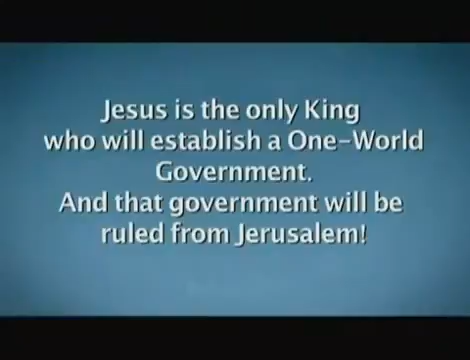 Jesus is the only King
who will establish a One-World
Government.
And that government will be
ruled from Jerusalem!